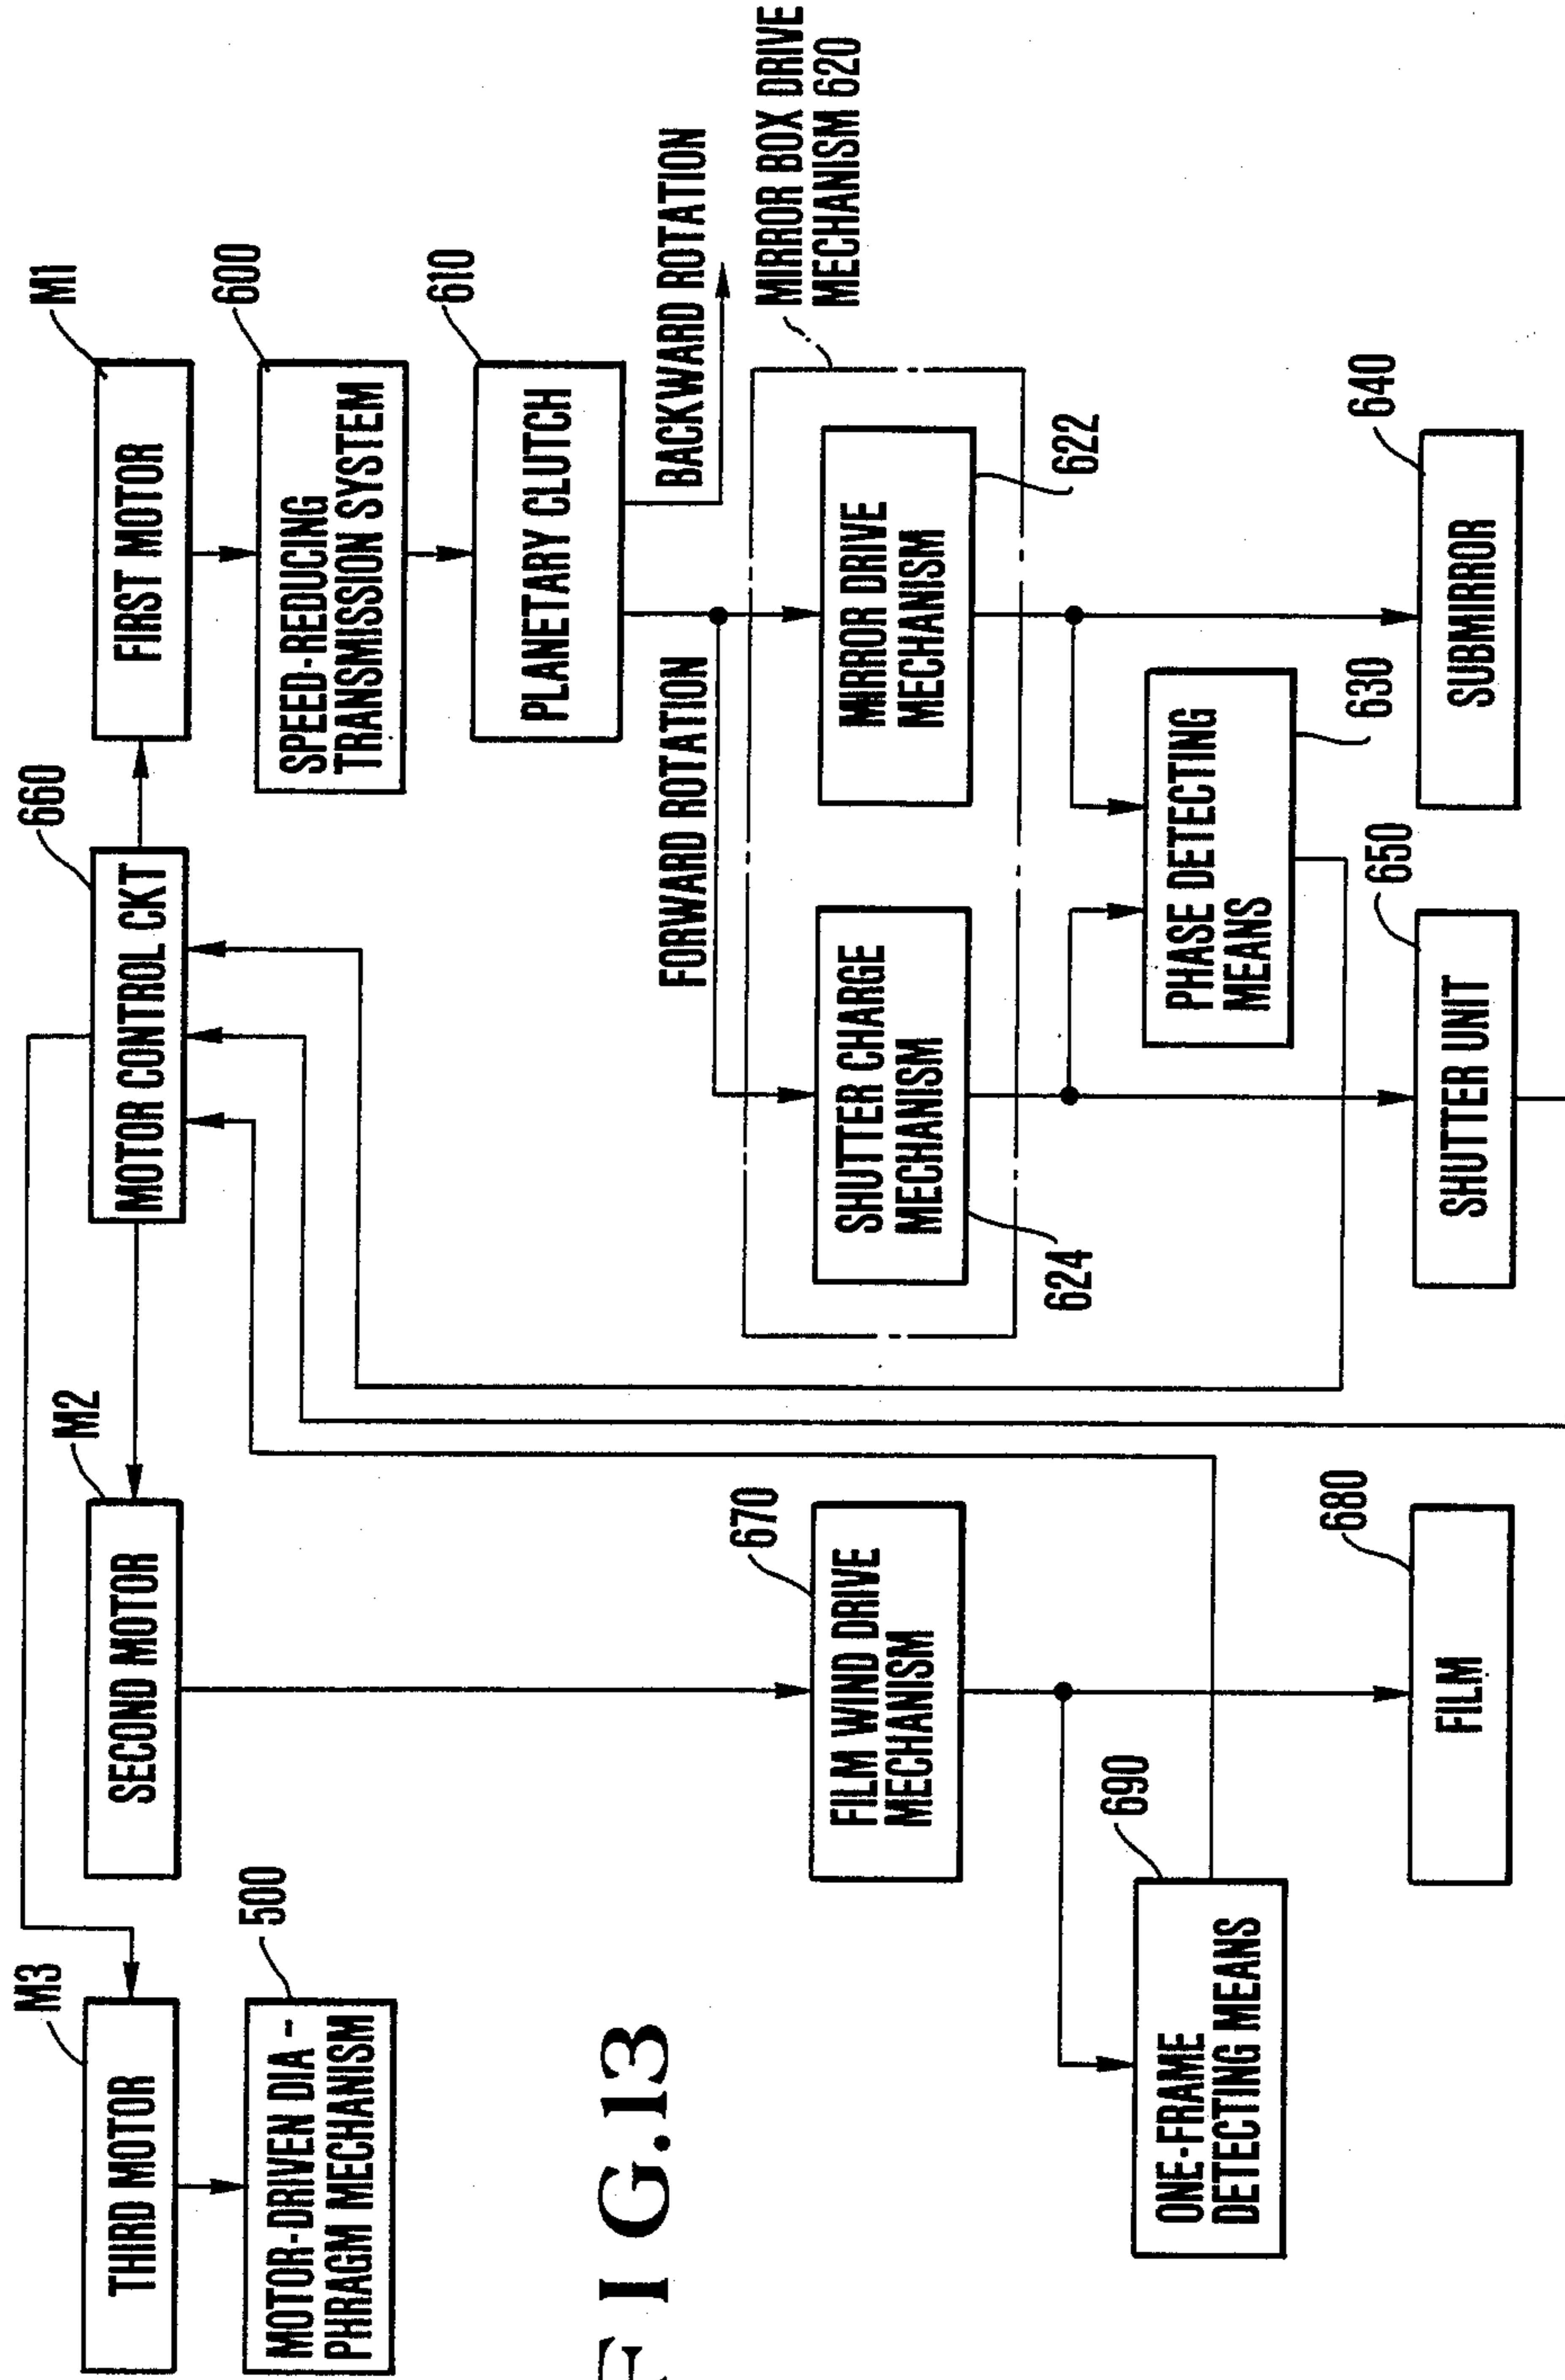 M3
THIRD MOTOR
500
MOTOR-DRIVEN DIA-
PHRAGM MECHANISM
M2
SECOND MOTOR
660
MOTOR CONTROL CKT
M1
FIRST MOTOR
600
SPEED-REDUCING
TRANSMISSION SYSTEM
610
PLANETARY CLUTCH
FORWARD ROTATION
BACKWARD ROTATION
MIRROR BOX DRIVE
MECHANISM 620
670
FILM WIND DRIVE
MECHANISM
SHUTTER CHARGE
MECHANISM
624
MIRROR DRIVE
MECHANISM
622
690
ONE-FRAME
DETECTING MEANS
PHASE DETECTING
MEANS
630
680
FILM
650
SHUTTER UNIT
640
SUBMIRROR
FIG.13